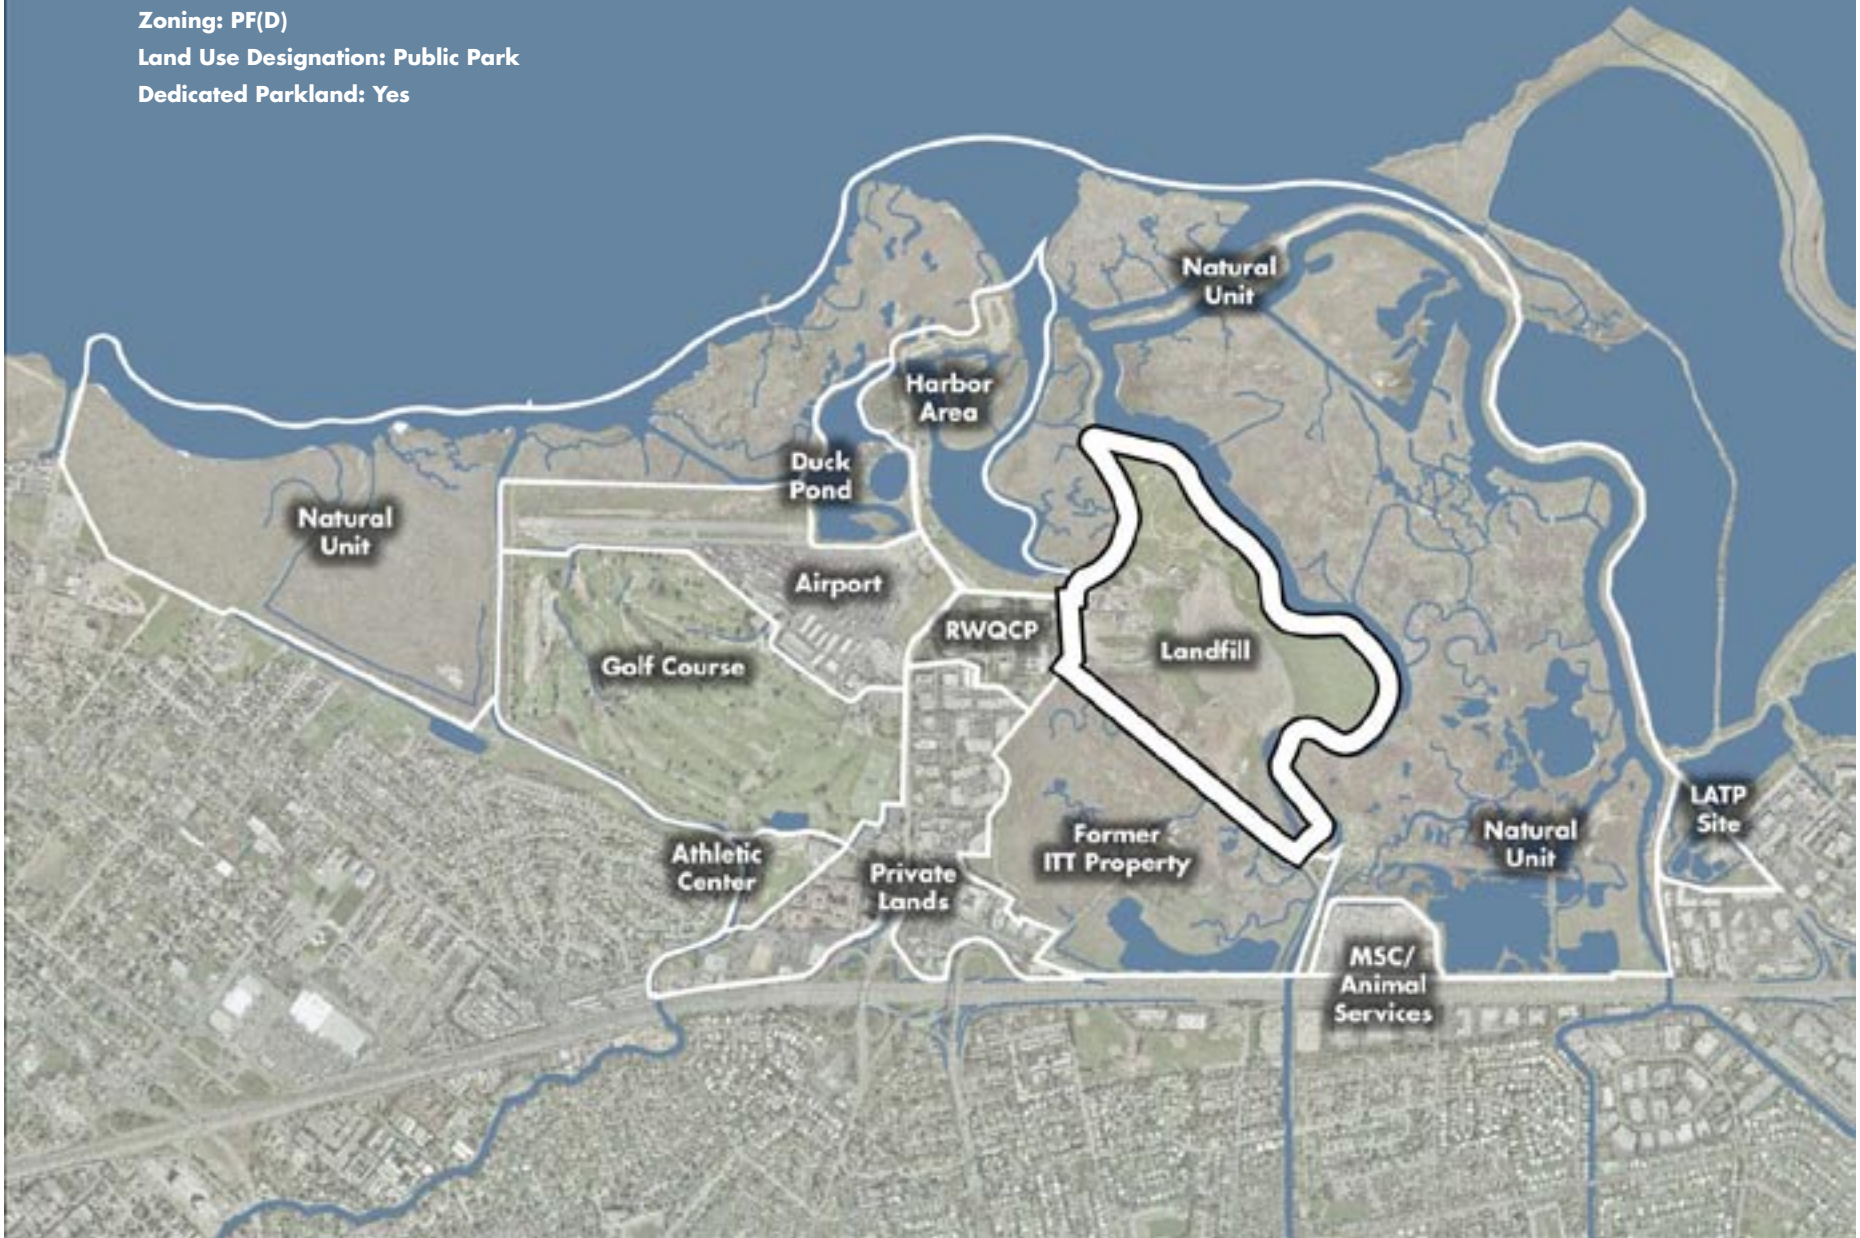 Zoning: PF(D)
Land Use Designation: Public Park
Dedicated Parkland: Yes
Natural
Unit
Harbor
Area
Duck
Pond
Natural
Unit
Airport
RWQCP
Landfill
Golf Course
LATP
Site
Former
ITT Property
Natural
Unit
Athletic
Center
Private
Lands
MSC/
Animal
Services